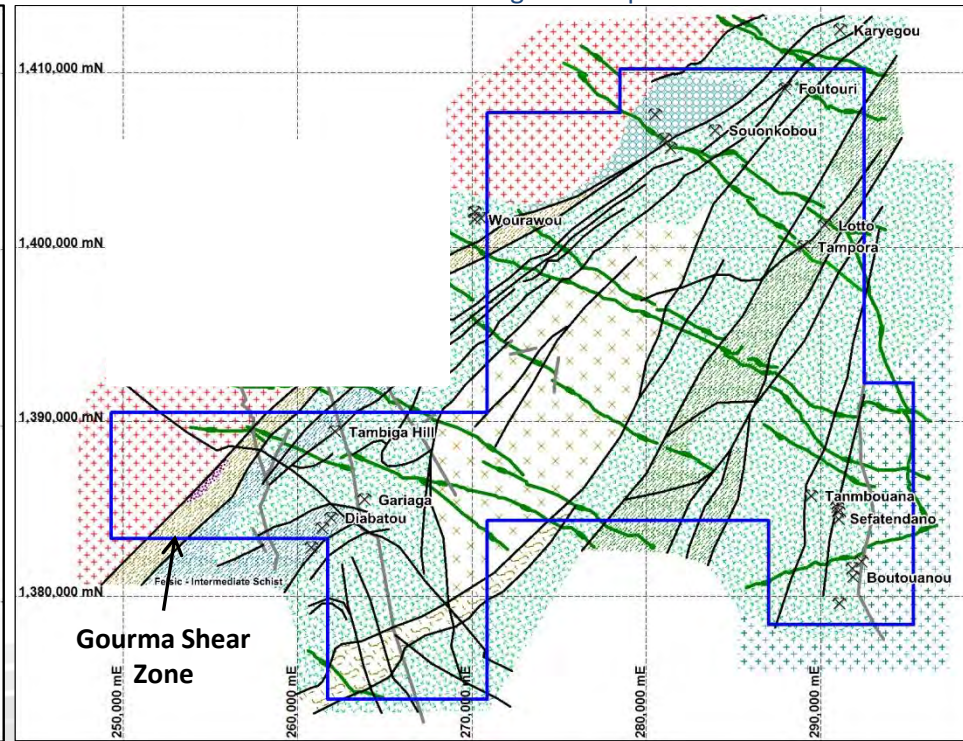 Karyegou
1,410,000 mN
Foutouri
Souonkobou
Wourawou
Lotto
1,400,000 mN
Tampora
1,390,000 mN
Tambiga Hill
Gariaga
Tanmbouana
Diabatou
Sefatendano
Felsic - Intermediate Schist
Boutouanou
1,380,000 mN
Gourma Shear
Zone
250,000 mE
260,000 mE
270,000 mE
280,000 mE
290,000 mE